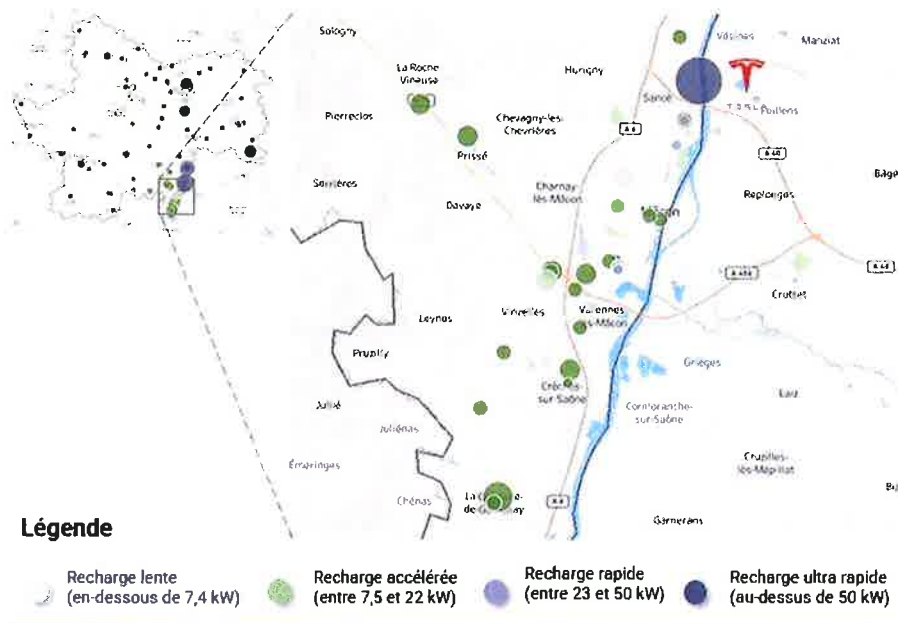 Sologny
Vésines
Manziat
La Roche
Vineuse
Hurigny
Sancé
Pierreclos
Chevagny-les-
Chevrières
A 6
Prissé
A 40
Serrières
Charnay
lès-Mâcon
Replonges
Bâge
Davayé
A 40
A 406
Crottet
Leynes
Vinzelles
Varennes
lès-Mâcon
Pruzilly
Grièges
Crêches-
sur-Saône
Laiz
Jullié
Cormoranche-
sur-Saône
Juliénas
Émeringes
Cruzilles-
lès-Mépillat
Chénas
A 6
Garnerans
Légende
Recharge lente
(en-dessous de 7,4 kW)
Recharge accélérée
(entre 7,5 et 22 kW)
Recharge rapide
(entre 23 et 50 kW)
Recharge ultra rapide
(au-dessus de 50 kW)